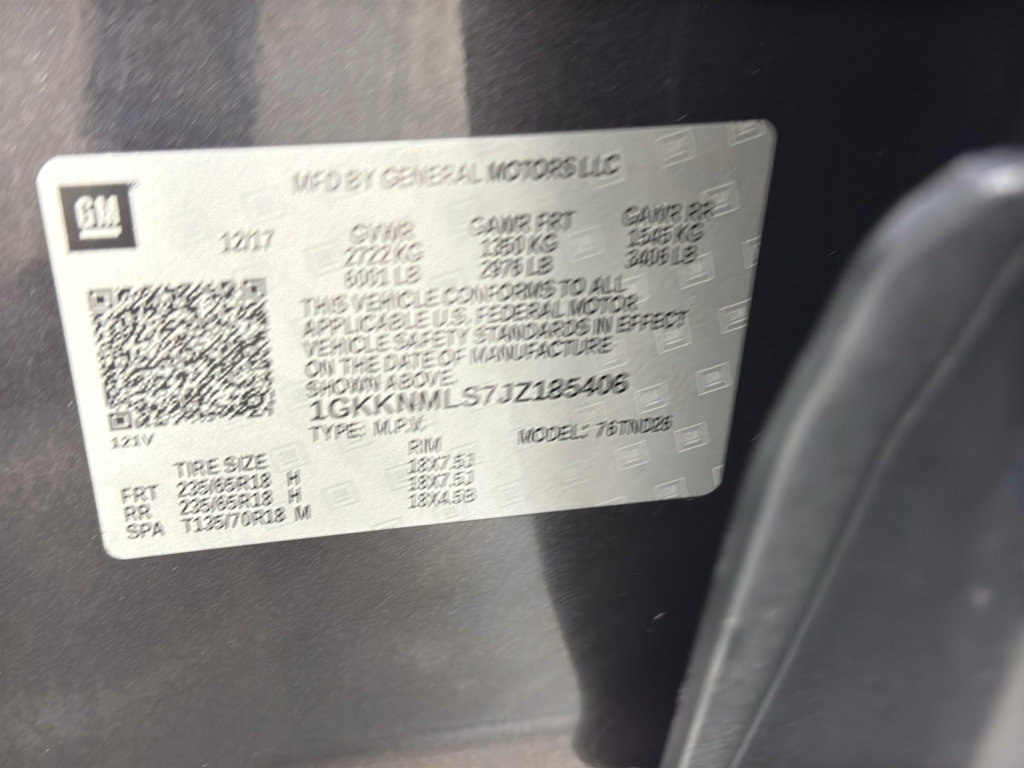 GM
MFD BY GENERAL MOTORS LLC
12/17
GVWR
2722 KG
6001 LB
GAWR FRT
1350 KG
2976 LB
GAWR RR
1545 KG
3406 LB
THIS VEHICLE CONFORMS TO ALL
APPLICABLE U.S. FEDERAL MOTOR
VEHICLE SAFETY STANDARDS IN EFFECT
ON THE DATE OF MANUFACTURE
SHOWN ABOVE.
1GKKNMLS7JZ185406
121V
TYPE: M.P.V.
MODEL: 76TND26
TIRE SIZE
RIM
FRT 235/65R18 H 18X7.5J
RR 235/65R18 H 18X7.5J
SPA T135/70R18 M 18X4.5B